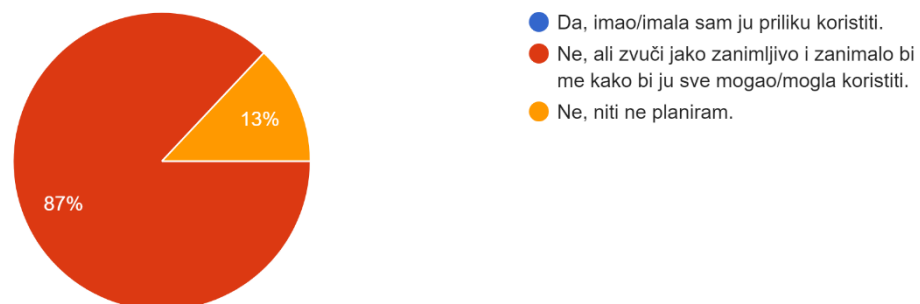 Da, imao/imala sam ju priliku koristiti.
Ne, ali zvuči jako zanimljivo i zanimalo bi
me kako bi ju sve mogao/mogla koristiti.
Ne, niti ne planiram.
13%
87%